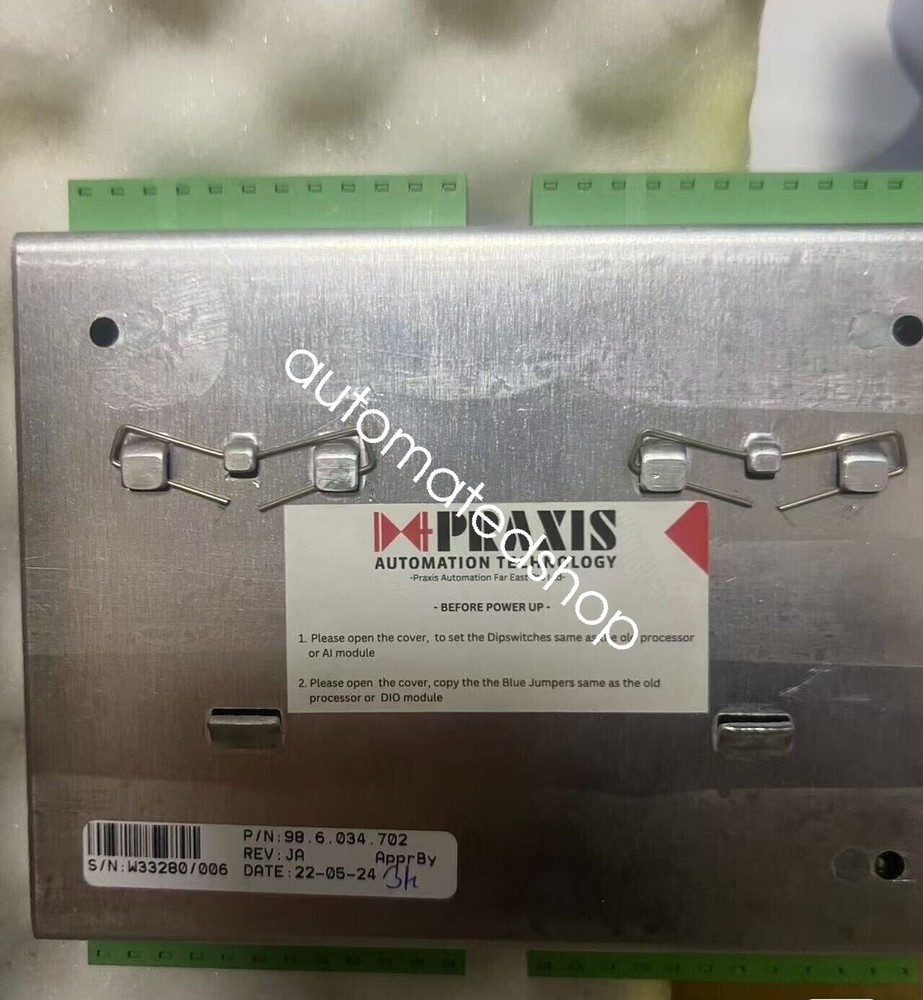 automatedshop
PRAXIS
AUTOMATION TECHNOLOGY
-Praxis Automation Far East
- BEFORE POWER UP -
1. Please open the cover, to set the Dipswitches same as the old processor
or AI module
2. Please open the cover, copy the the Blue Jumpers same as the old
processor or DIO module
P/N:98.6.034.702
REV:JA ApprBy
S/N:W33280/006 DATE:22-05-24